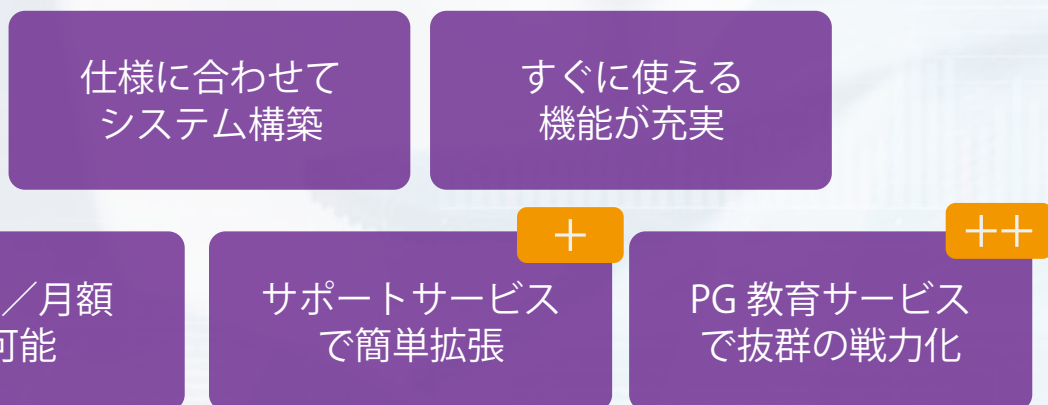 仕様に合わせて
システム構築
すぐに使える
機能が充実
＋
＋＋
／月額
可能
サポートサービス
で簡単拡張
PG 教育サービス
で抜群の戦力化